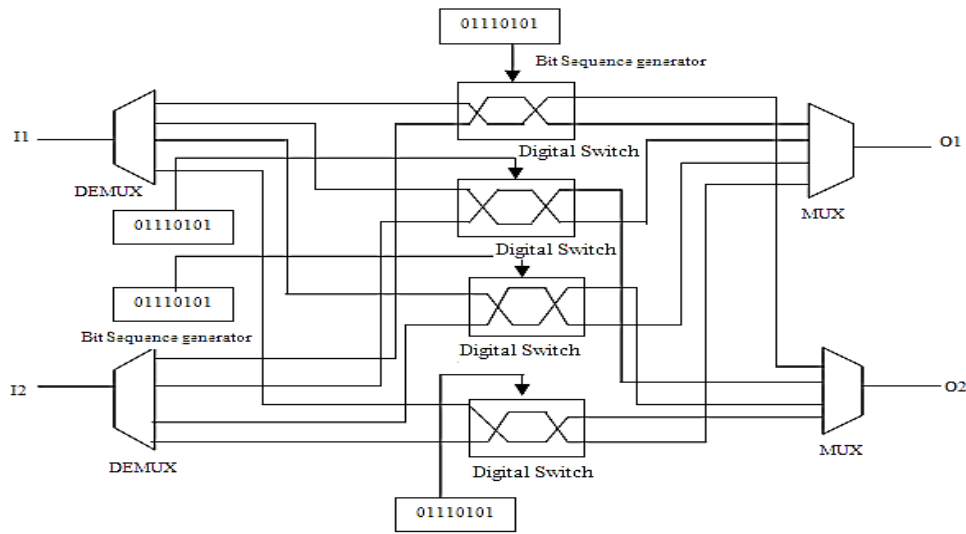 01110101
Bit Sequence generator
I1
Digital Switch
O1
DEMUX
MUX
01110101
Digital Switch
01110101
Bit Sequence generator
Digital Switch
I2
O2
DEMUX
Digital Switch
MUX
01110101